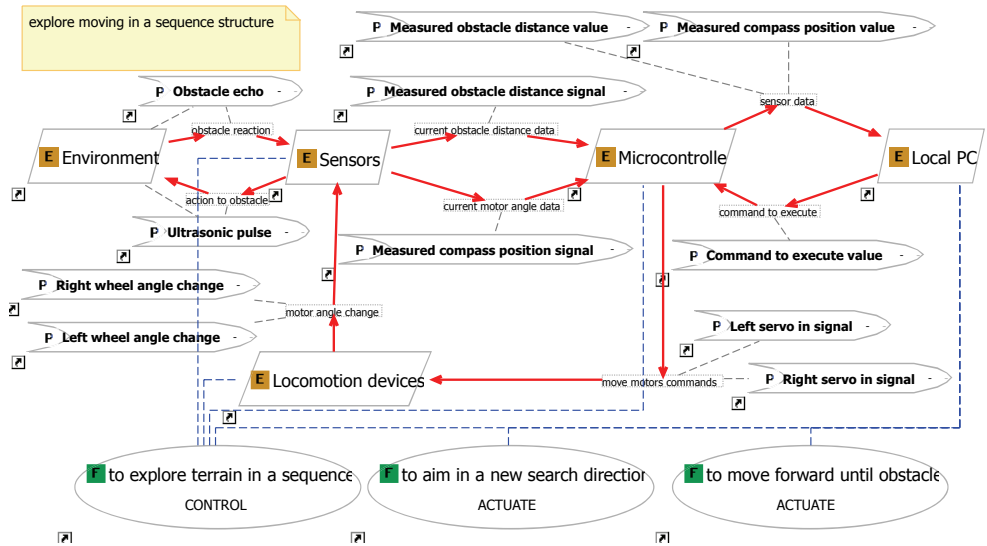 explore moving in a sequence structure
P Measured obstacle distance value - -
P Measured compass position value -
P Obstacle echo - -
P Measured obstacle distance signal -
sensor data
obstacle reaction
current obstacle distance data
E Environment
E Sensors
E Microcontrolle
E Local PC
action to obstacle
current motor angle data
command to execute
P Ultrasonic pulse - -
P Measured compass position signal -
P Command to execute value - -
P Right wheel angle change - -
motor angle change
P Left wheel angle change - -
P Left servo in signal - -
E Locomotion devices
move motors commands
P Right servo in signal - -
F to explore terrain in a sequence
CONTROL
F to aim in a new search direction
ACTUATE
F to move forward until obstacle
ACTUATE